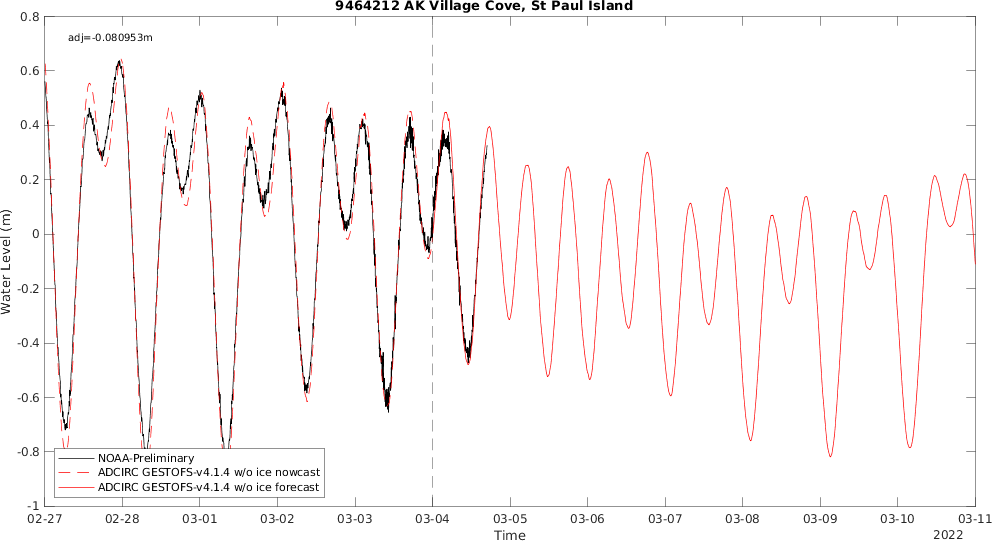 9464212 AK Village Cove, St Paul Island
adj=-0.080953m
0.8
0.6
0.4
0.2
0
-0.2
-0.4
-0.6
-0.8
-1
Water Level (m)
NOAA-Preliminary
ADCIRC GESTOFS-v4.1.4 w/o ice nowcast
ADCIRC GESTOFS-v4.1.4 w/o ice forecast
02-27 02-28 03-01 03-02 03-03 03-04 03-05 03-06 03-07 03-08 03-09 03-10 03-11
Time
2022